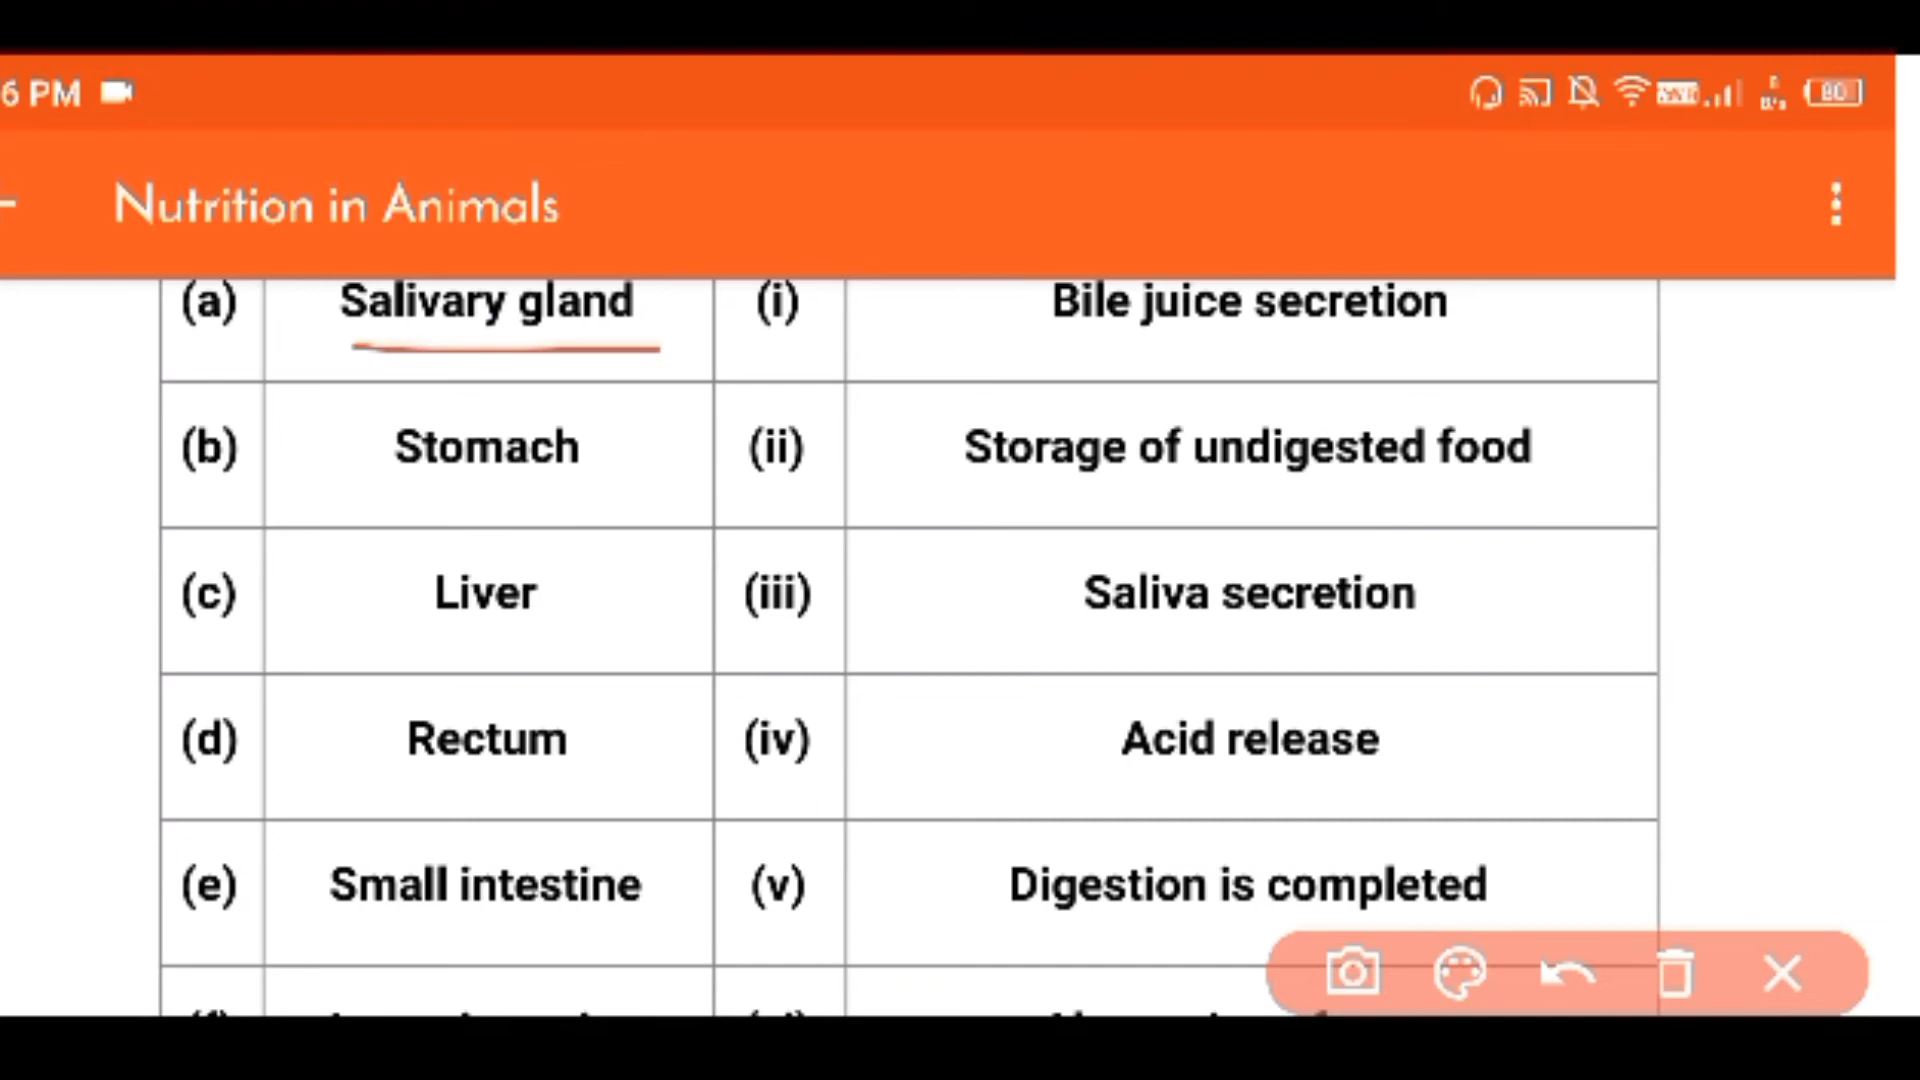 6 PM
80
Nutrition in Animals
(a) Salivary gland (i) Bile juice secretion
(b) Stomach (ii) Storage of undigested food
(c) Liver (iii) Saliva secretion
(d) Rectum (iv) Acid release
(e) Small intestine (v) Digestion is completed